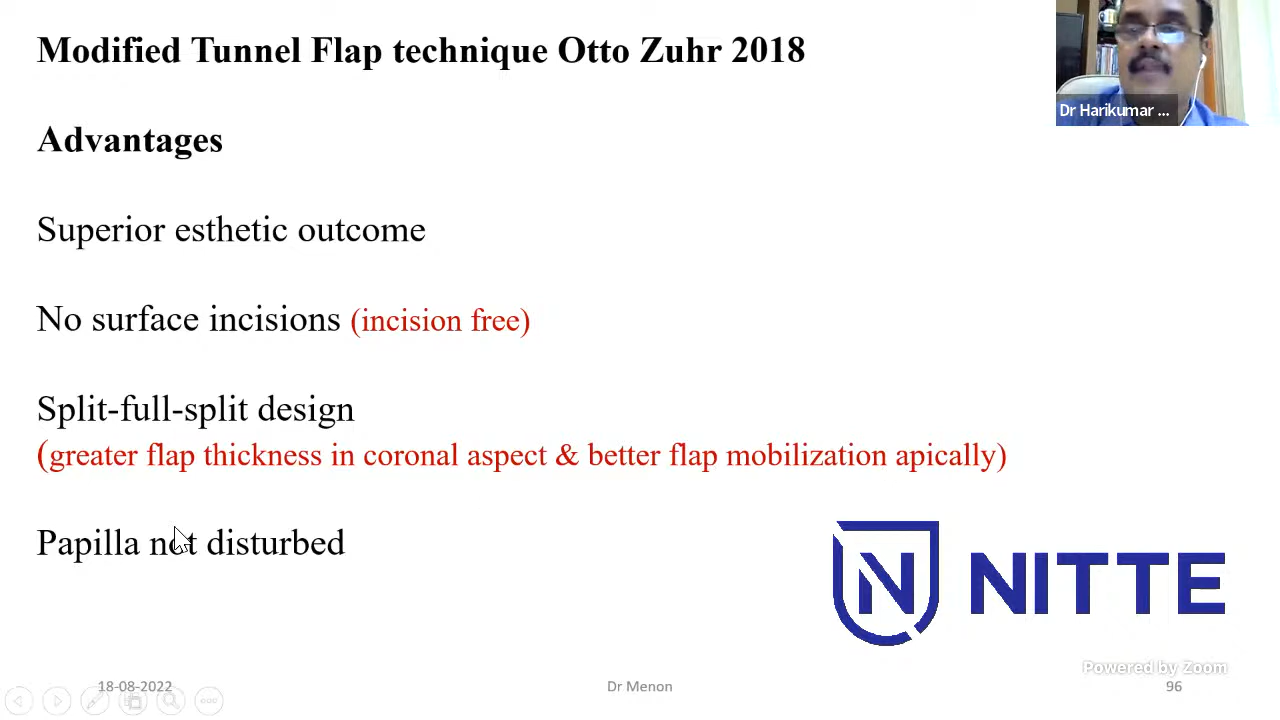 Modified Tunnel Flap technique Otto Zuhr 2018
Dr Harikumar ...
Advantages
Superior esthetic outcome
No surface incisions (incision free)
Split-full-split design
(greater flap thickness in coronal aspect & better flap mobilization apically)
Papilla not disturbed
N NITTE
Powered by Zoom
18-08-2022
Dr Menon
96